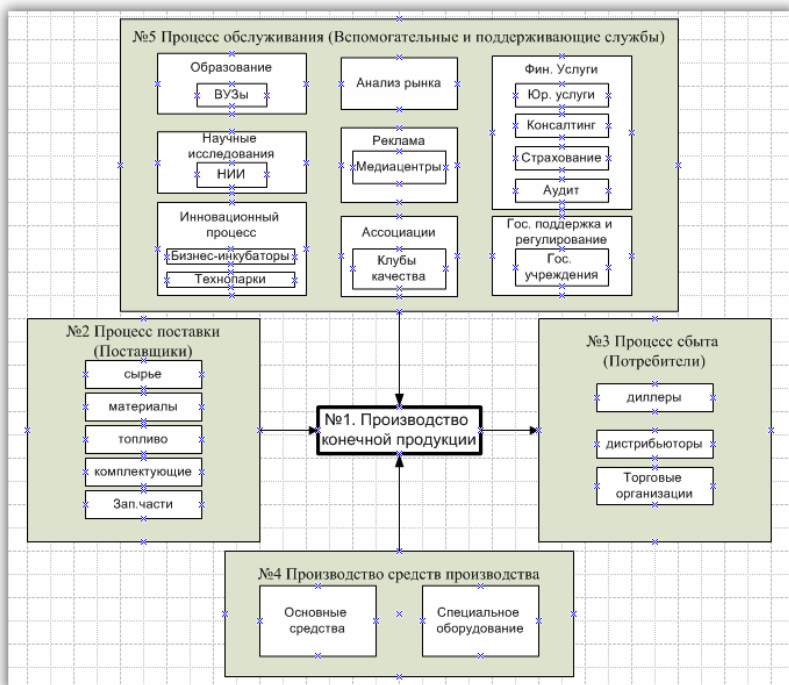 №5 Процесс обслуживания (Вспомогательные и поддерживающие службы)
Образование
ВУЗы
Научные
исследования
НИИ
Инновационный
процесс
Бизнес-инкубаторы
Технопарки
Анализ рынка
Реклама
Медиацентры
Ассоциации
Клубы
качества
Фин. Услуги
Юр. услуги
Консалтинг
Страхование
Аудит
Гос. поддержка и
регулирование
Гос.
учреждения
№2 Процесс поставки
(Поставщики)
сырье
материалы
топливо
комплектующие
Зап.части
№1. Производство
конечной продукции
№3 Процесс сбыта
(Потребители)
диллеры
дистрибьюторы
Торговые
организации
№4 Производство средств производства
Основные
средства
Специальное
оборудование